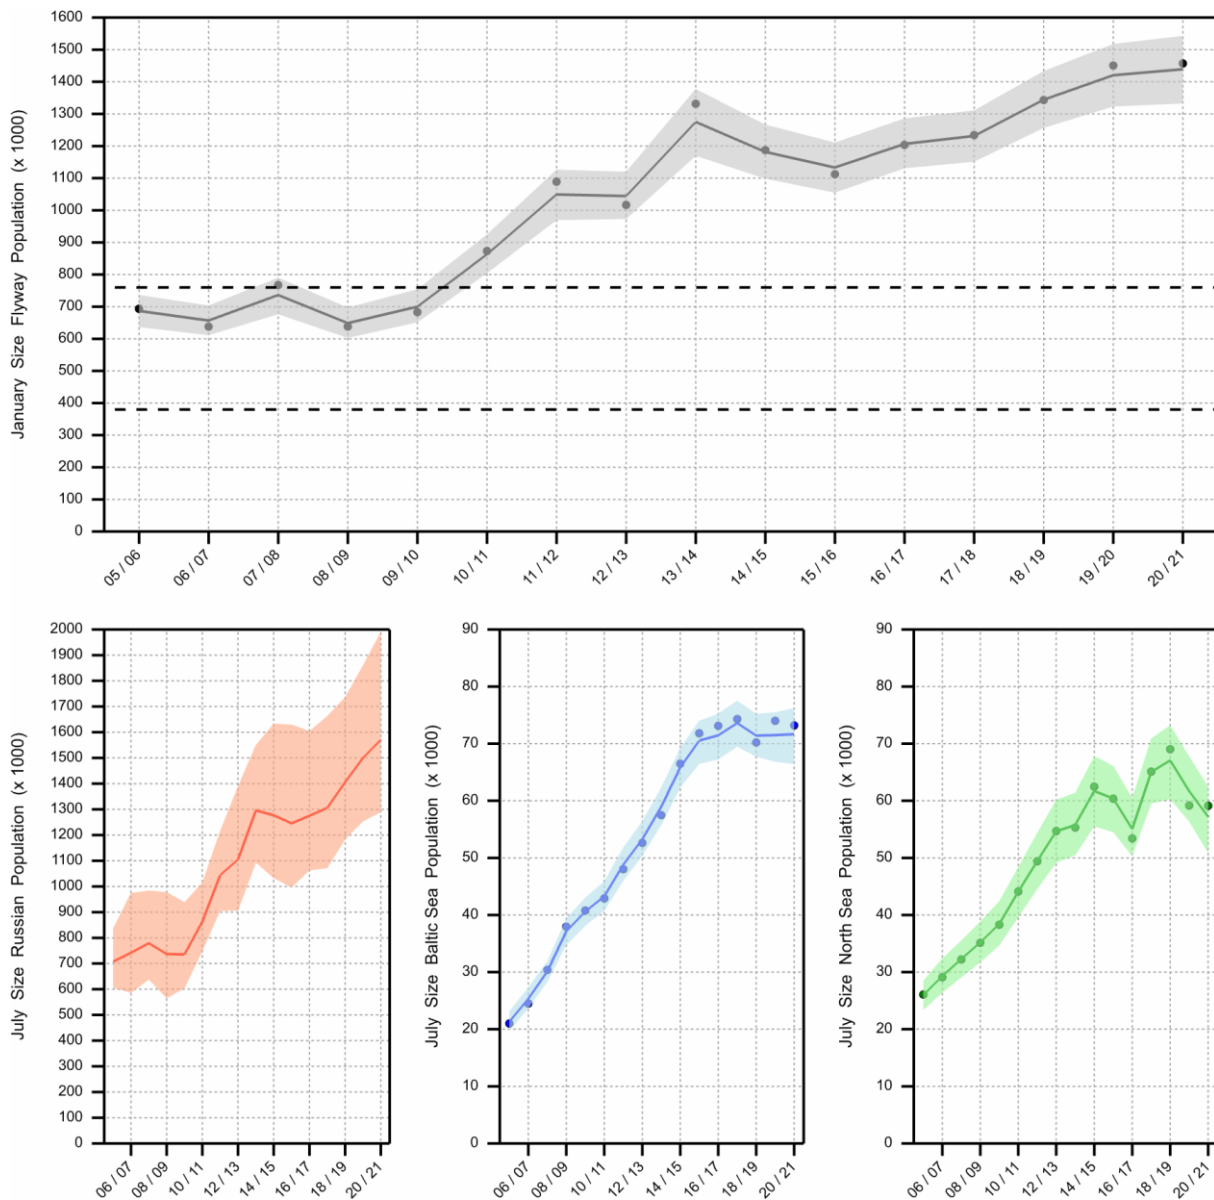 January Size Flyway Population (x 1000)
1600
1500
1400
1300
1200
1100
1000
900
800
700
600
500
400
300
200
100
0
05 / 06
06 / 07
07 / 08
08 / 09
09 / 10
10 / 11
11 / 12
12 / 13
13 / 14
14 / 15
15 / 16
16 / 17
17 / 18
18 / 19
19 / 20
20 / 21
July Size Russian Population (x 1000)
2000
1900
1800
1700
1600
1500
1400
1300
1200
1100
1000
900
800
700
600
500
400
300
200
100
0
06 / 07
08 / 09
10 / 11
12 / 13
14 / 15
16 / 17
18 / 19
20 / 21
July Size Baltic Sea Population (x 1000)
90
80
70
60
50
40
30
20
10
0
06 / 07
08 / 09
10 / 11
12 / 13
14 / 15
16 / 17
18 / 19
20 / 21
July Size North Sea Population (x 1000)
90
80
70
60
50
40
30
20
10
0
06 / 07
08 / 09
10 / 11
12 / 13
14 / 15
16 / 17
18 / 19
20 / 21